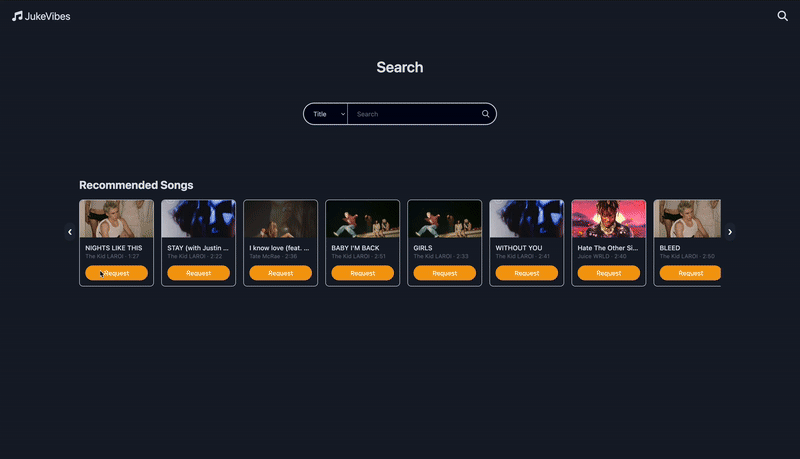 JukeVibes
Search
Title Search
Recommended Songs
NIGHTS LIKE THIS
The Kid LAROI · 1:27
Request
STAY (with Justin ...
The Kid LAROI · 2:22
Request
I know love (feat. ...
Tate McRae · 2:36
Request
BABY I'M BACK
The Kid LAROI · 2:51
Request
GIRLS
The Kid LAROI · 2:33
Request
WITHOUT YOU
The Kid LAROI · 2:41
Request
Hate The Other Si...
Juice WRLD · 2:40
Request
BLEED
The Kid LAROI · 2:50
Request